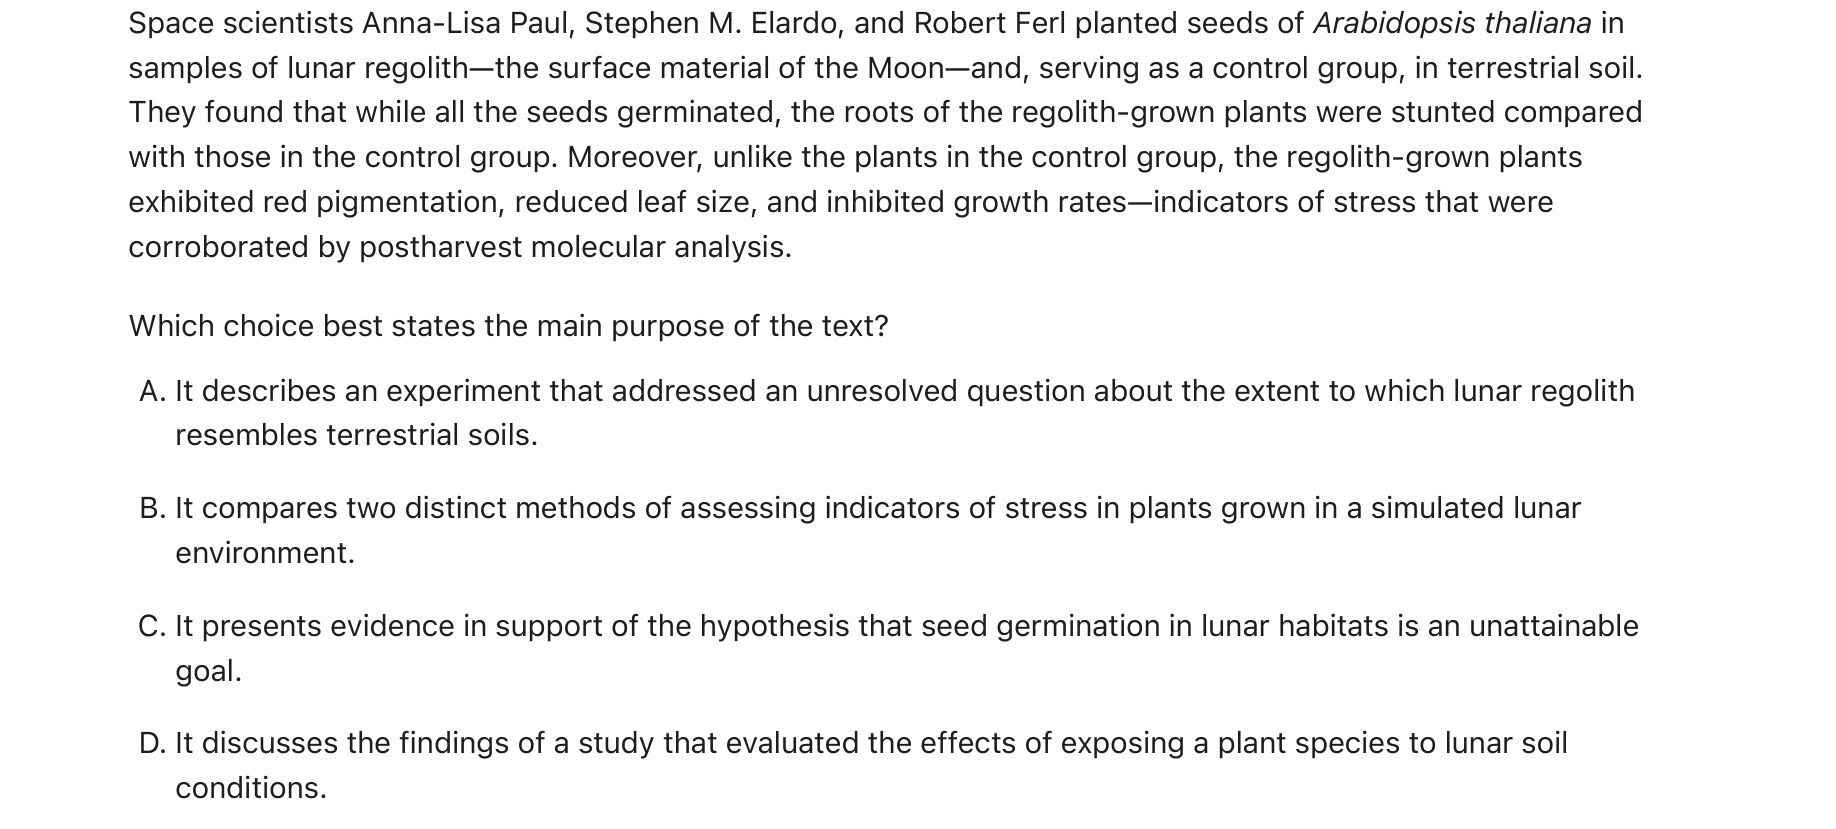 Space scientists Anna-Lisa Paul, Stephen M. Elardo, and Robert Ferl planted seeds of Arabidopsis thaliana in
samples of lunar regolith—the surface material of the Moon—and, serving as a control group, in terrestrial soil.
They found that while all the seeds germinated, the roots of the regolith-grown plants were stunted compared
with those in the control group. Moreover, unlike the plants in the control group, the regolith-grown plants
exhibited red pigmentation, reduced leaf size, and inhibited growth rates—indicators of stress that were
corroborated by postharvest molecular analysis.
Which choice best states the main purpose of the text?
A. It describes an experiment that addressed an unresolved question about the extent to which lunar regolith
resembles terrestrial soils.
B. It compares two distinct methods of assessing indicators of stress in plants grown in a simulated lunar
environment.
C. It presents evidence in support of the hypothesis that seed germination in lunar habitats is an unattainable
goal.
D. It discusses the findings of a study that evaluated the effects of exposing a plant species to lunar soil
conditions.